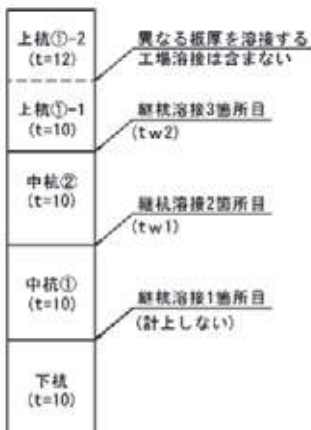 上杭①-2
(t=12)
異なる板厚を溶接する
工場溶接は含まない
上杭①-1
(t=10)
継杭溶接3箇所目
(tw2)
中杭②
(t=10)
継杭溶接2箇所目
(tw1)
中杭①
(t=10)
継杭溶接1箇所目
(計上しない)
下杭
(t=10)